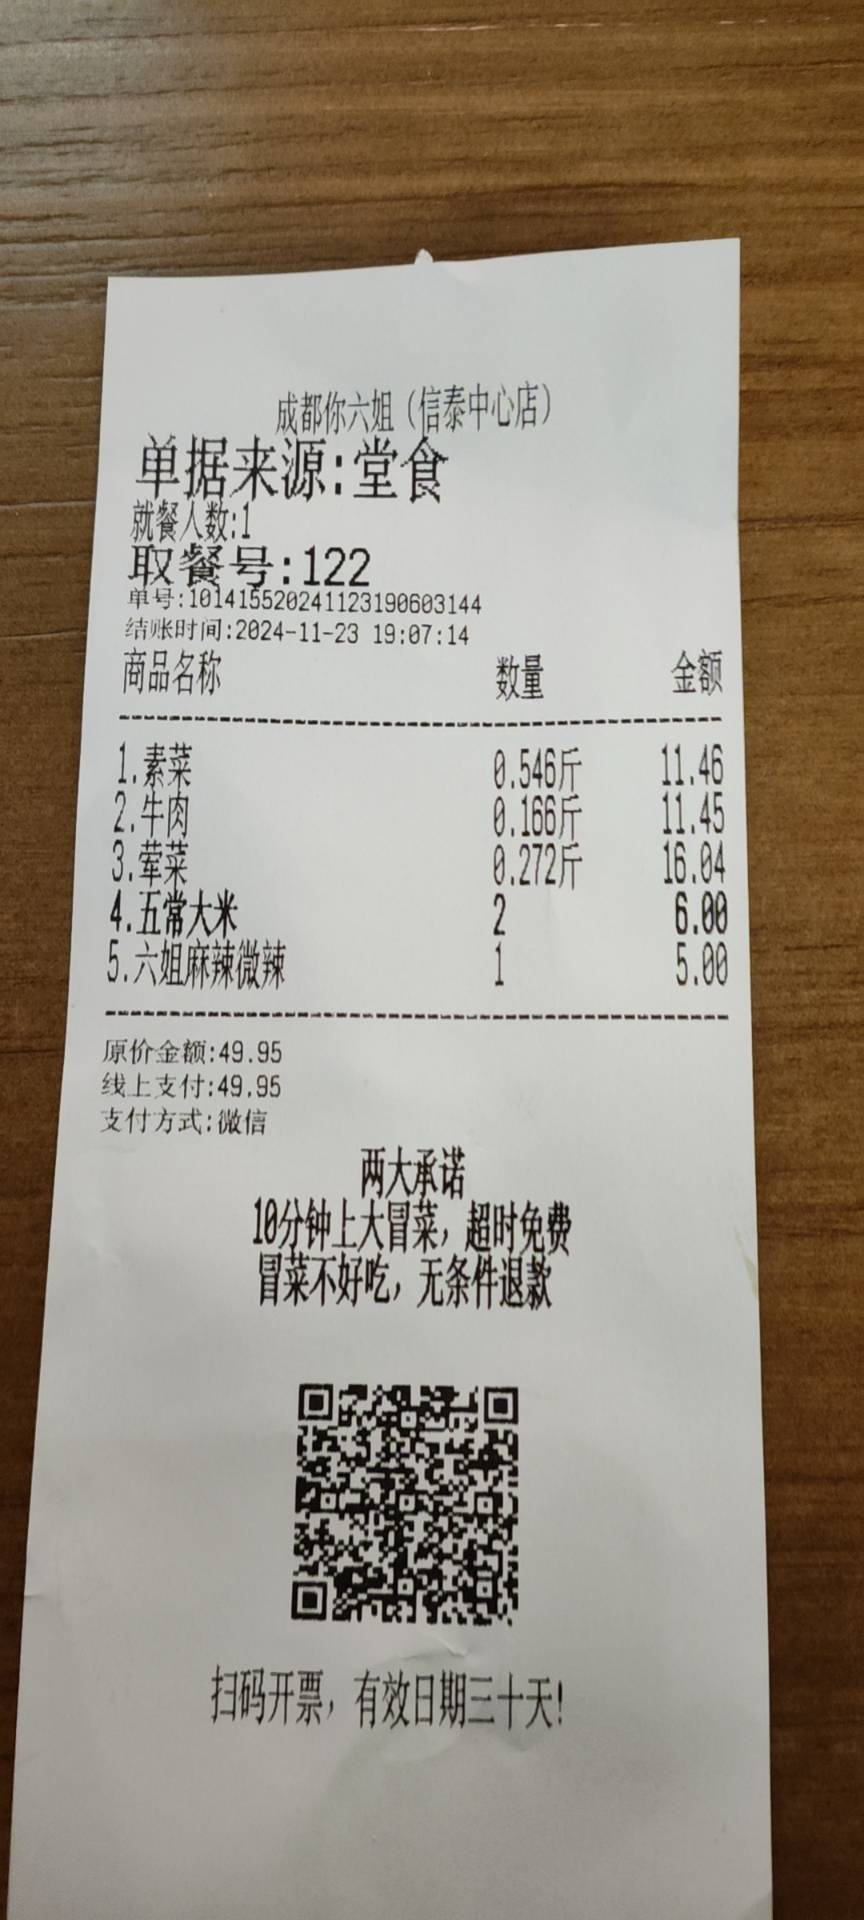 成都你六姐（信泰中心店）
单据来源:堂食
就餐人数:1
取餐号:122
单号:1014155202411231906031​44
结账时间:2024-11-23 19:07:14
商品名称 数量 金额
1.素菜 0.546斤 11.46
2.牛肉 0.166斤 11.45
3.荤菜 0.272斤 16.04
4.五常大米 2 6.00
5.六姐麻辣微辣 1 5.00
原价金额:49.95
线上支付:49.95
支付方式:微信
两大承诺
10分钟上大冒菜，超时免费
冒菜不好吃，无条件退款
扫码开票，有效日期三十天!